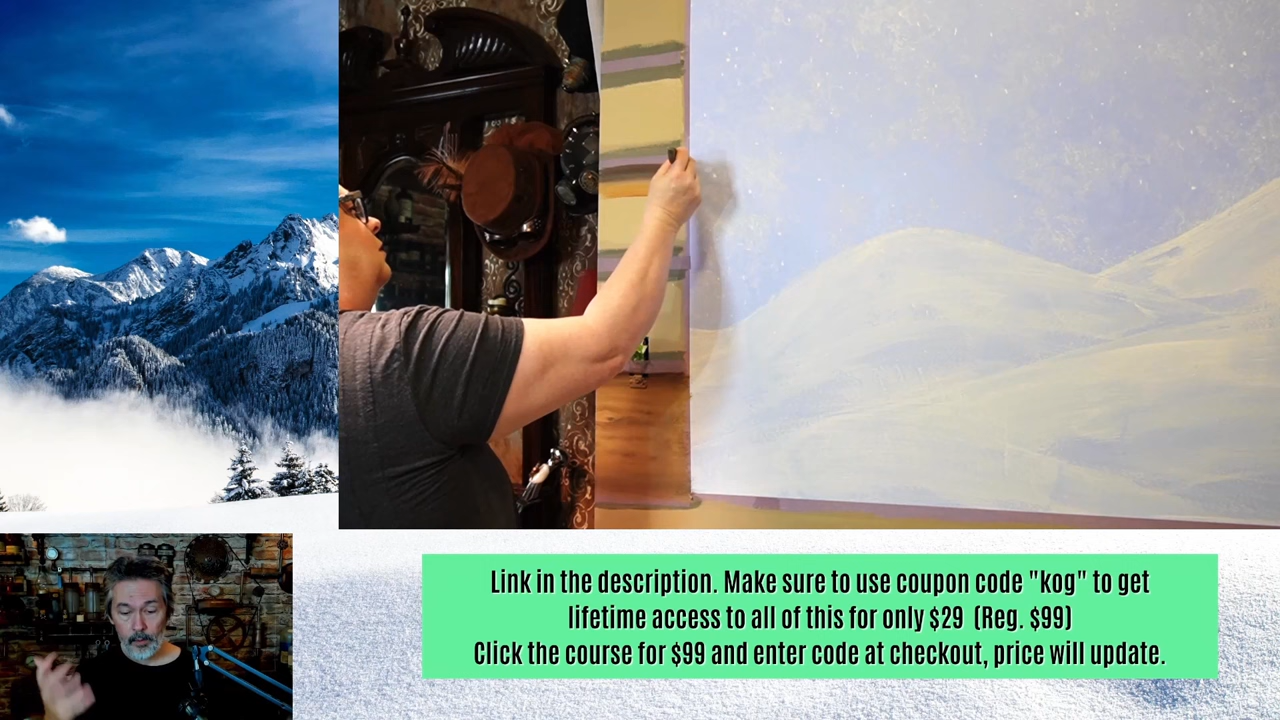 Link in the description. Make sure to use coupon code "kog" to get
lifetime access to all of this for only $29 (Reg. $99)
Click the course for $99 and enter code at checkout, price will update.